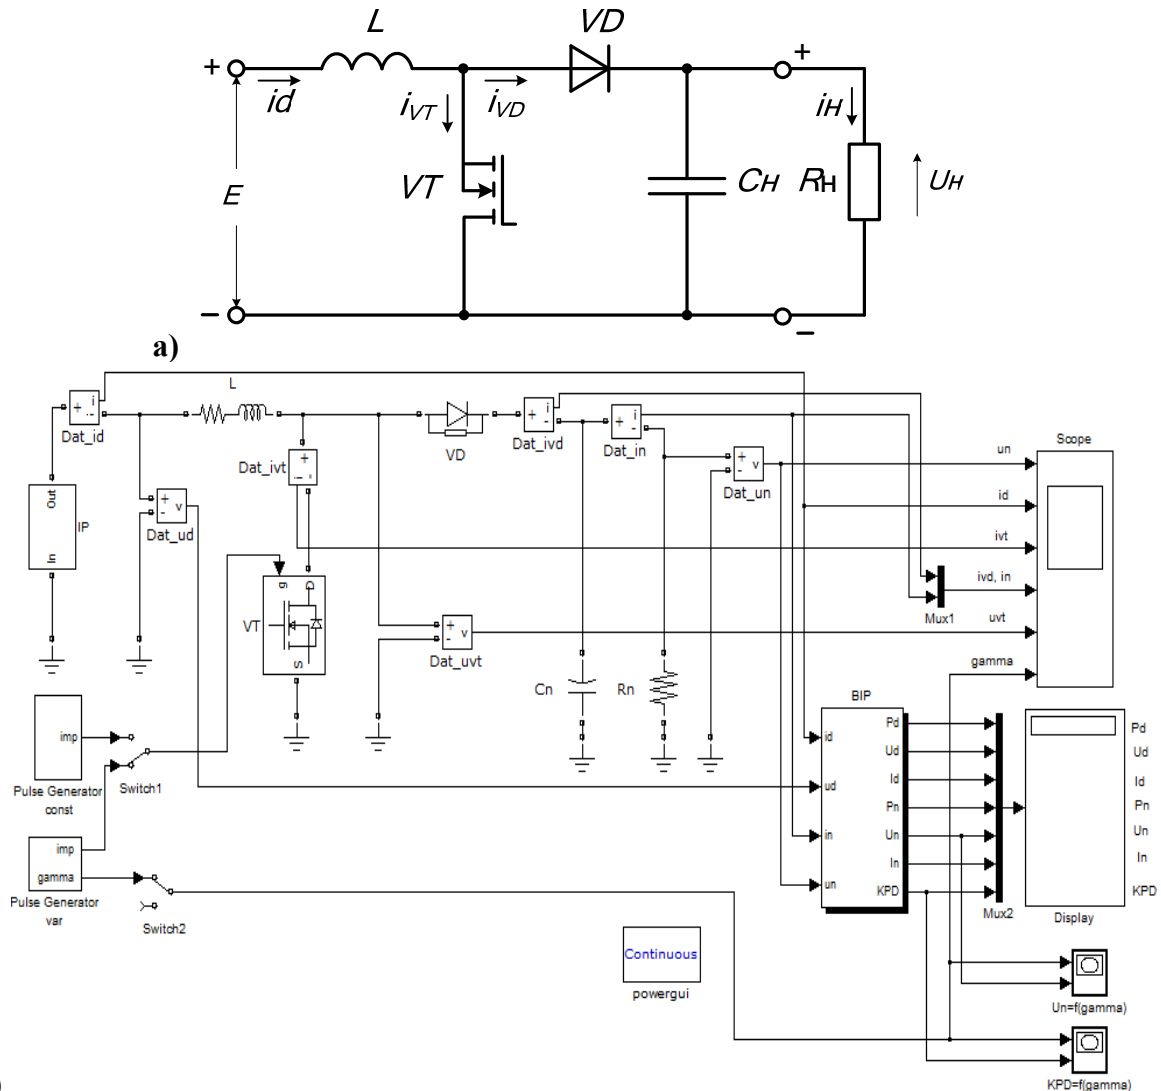 L
VD
+
+
id
iVT
iVD
iH
E
VT
CH
RH
UH
−
−
a)
L
Dat_id
+
i
-
Dat_ivd
+
i
-
Dat_in
+
i
-
VD
Dat_ivt
+
i
-
Dat_un
+
-
v
Scope
un
id
ivt
ivd, in
uvt
gamma
Out
In
IP
Dat_ud
+
-
v
g
D
S
VT
Dat_uvt
+
-
v
Mux1
Cn
Rn
imp
Pulse Generator
const
Switch1
imp
gamma
Pulse Generator
var
Switch2
BIP
id
ud
in
un
Pd
Ud
Id
Pn
Un
In
KPD
Mux2
Display
Pd
Ud
Id
Pn
Un
In
KPD
Continuous
powergui
Un=f(gamma)
KPD=f(gamma)